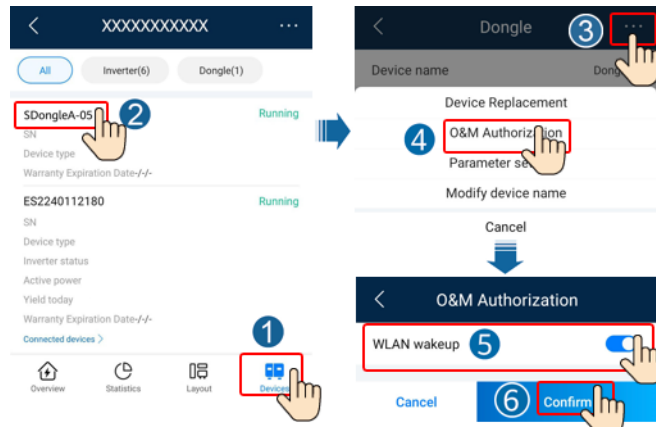 XXXXXXXXXXX ···
All Inverter(6) Dongle(1)
SDongleA-05 Running
2
SN
Device type
Warranty Expiration Date-/-/-
ES2240112180 Running
SN
Device type
Inverter status
Active power
Yield today
Warranty Expiration Date-/-/-
Connected devices >
1
Overview Statistics Layout Devices
Dongle 3 ···
Device name
Device Replacement
4 O&M Authorization
Parameter
Modify device name
Cancel
O&M Authorization
WLAN wakeup 5
Cancel 6 Confirm